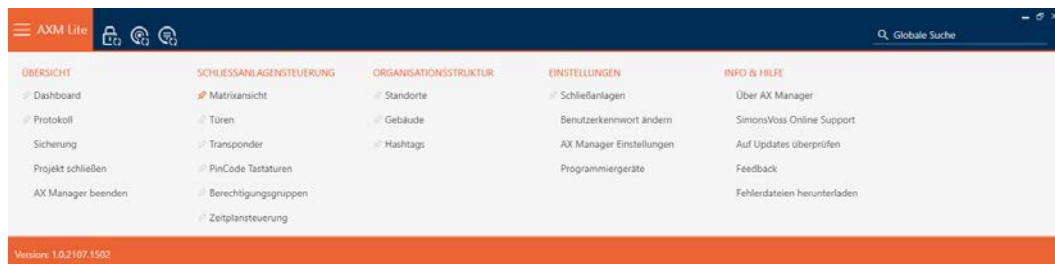 AXM Lite
Globale Suche
ÜBERSICHT
Dashboard
Protokoll
Sicherung
Projekt schließen
AX Manager beenden
SCHLIESSANLAGENSTEUERUNG
Matrixansicht
Türen
Transponder
PinCode Tastaturen
Berechtigungsgruppen
Zeitplansteuerung
ORGANISATIONSSTRUKTUR
Standorte
Gebäude
Hashtags
EINSTELLUNGEN
Schließanlagen
Benutzerkennwort ändern
AX Manager Einstellungen
Programmiergeräte
INFO & HILFE
Über AX Manager
SimonsVoss Online Support
Auf Updates überprüfen
Feedback
Fehlerdateien herunterladen
Version: 1.0.2107.1502